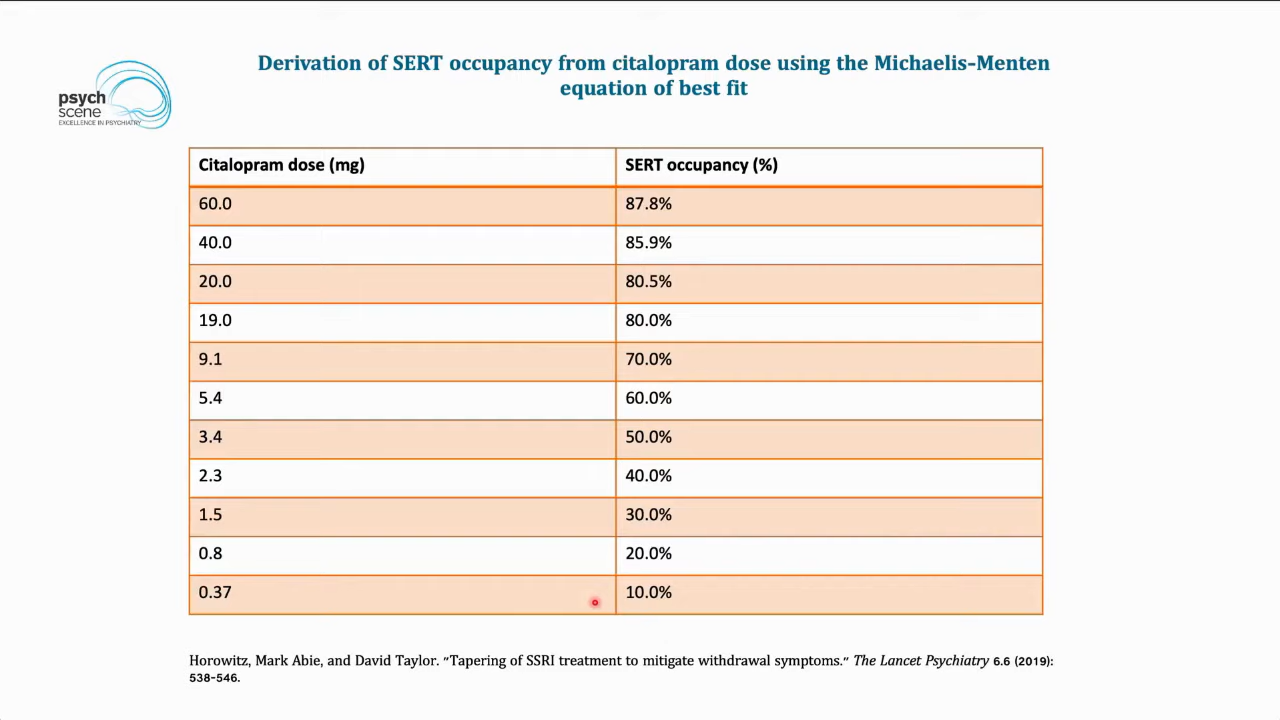 Derivation of SERT occupancy from citalopram dose using the Michaelis-Menten
equation of best fit
psych
scene
EXCELLENCE IN PSYCHIATRY
Citalopram dose (mg) SERT occupancy (%)
60.0 87.8%
40.0 85.9%
20.0 80.5%
19.0 80.0%
9.1 70.0%
5.4 60.0%
3.4 50.0%
2.3 40.0%
1.5 30.0%
0.8 20.0%
0.37 10.0%
Horowitz, Mark Abie, and David Taylor. "Tapering of SSRI treatment to mitigate withdrawal symptoms." The Lancet Psychiatry 6.6 (2019):
538-546.